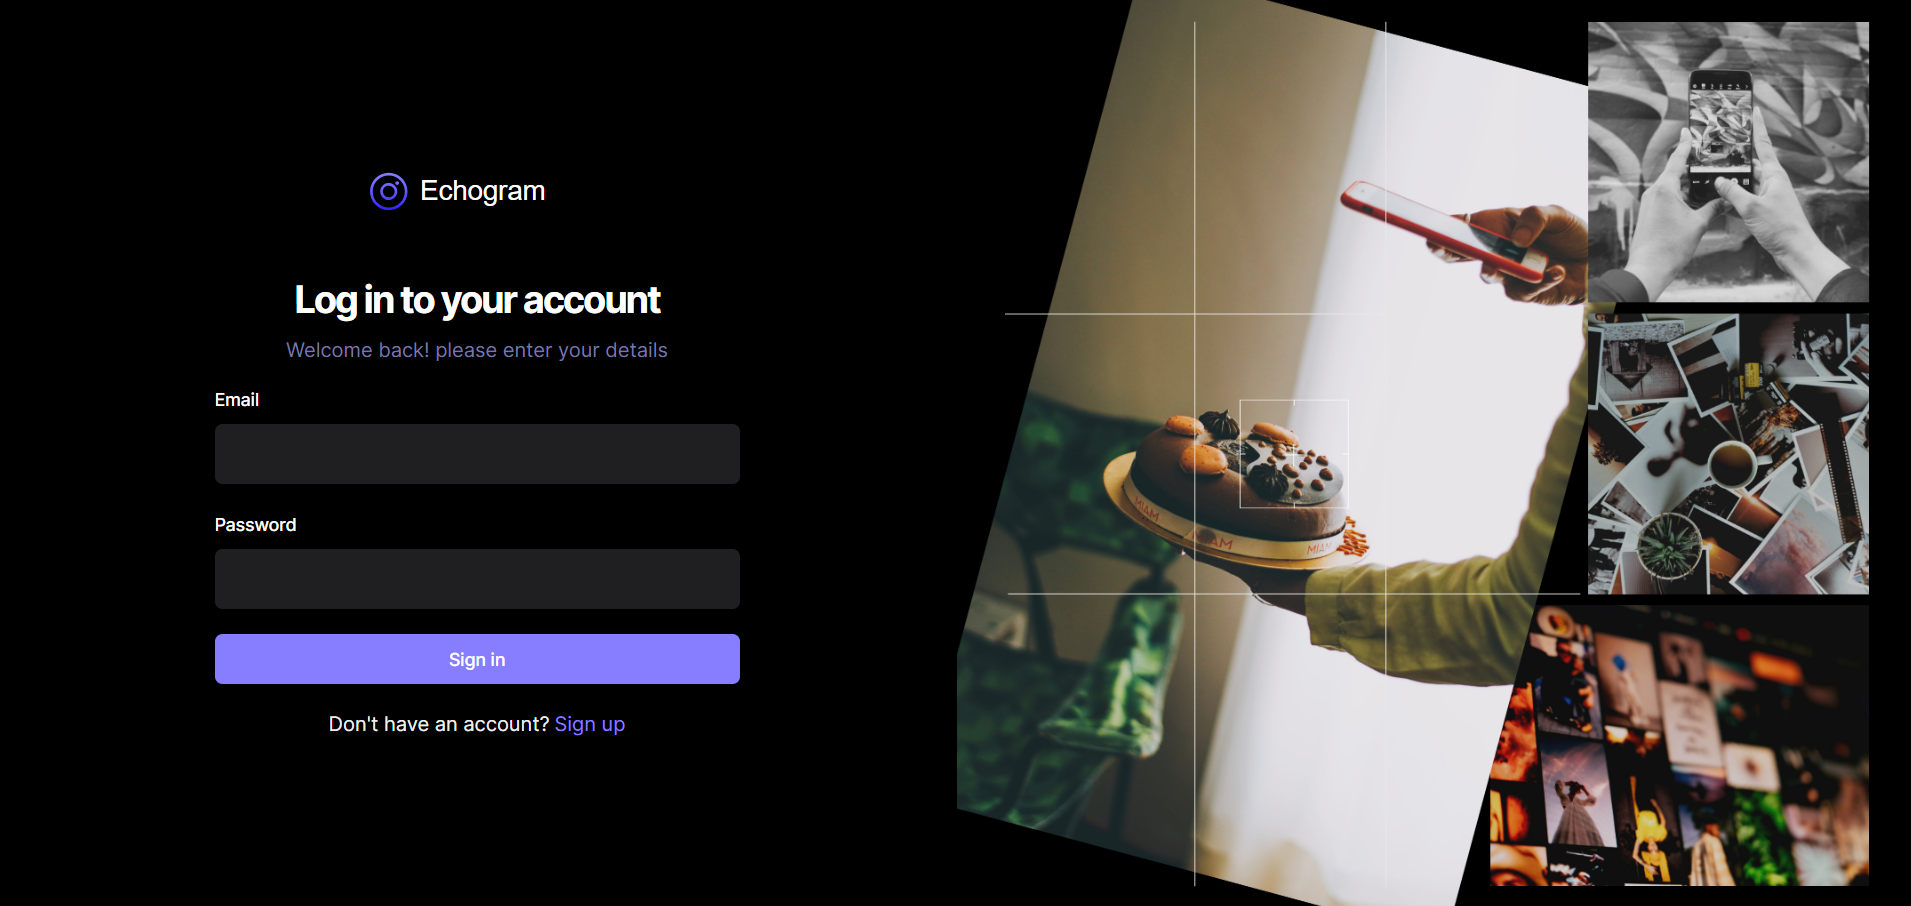 Echogram
Log in to your account
Welcome back! please enter your details
Email
Password
Sign in
Don't have an account? Sign up
MIAM
AM
MIAM